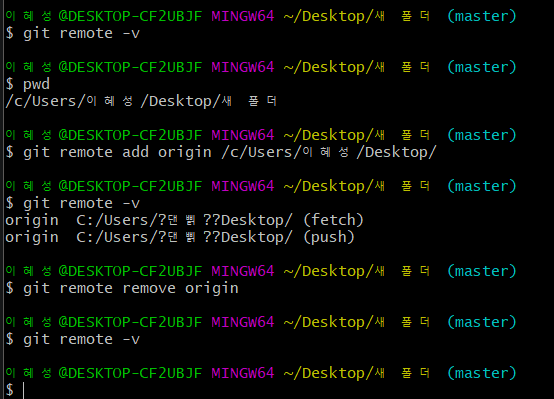 이혜성@DESKTOP-CF2UBJF MINGW64 ~/Desktop/새 폴더 (master)
$ git remote -v
이혜성@DESKTOP-CF2UBJF MINGW64 ~/Desktop/새 폴더 (master)
$ pwd
/c/Users/이혜성/Desktop/새 폴더
이혜성@DESKTOP-CF2UBJF MINGW64 ~/Desktop/새 폴더 (master)
$ git remote add origin /c/Users/이혜성/Desktop/
이혜성@DESKTOP-CF2UBJF MINGW64 ~/Desktop/새 폴더 (master)
$ git remote -v
origin  C:/Users/?댄삙??Desktop/ (fetch)
origin  C:/Users/?댄삙??Desktop/ (push)
이혜성@DESKTOP-CF2UBJF MINGW64 ~/Desktop/새 폴더 (master)
$ git remote remove origin
이혜성@DESKTOP-CF2UBJF MINGW64 ~/Desktop/새 폴더 (master)
$ git remote -v
이혜성@DESKTOP-CF2UBJF MINGW64 ~/Desktop/새 폴더 (master)
$